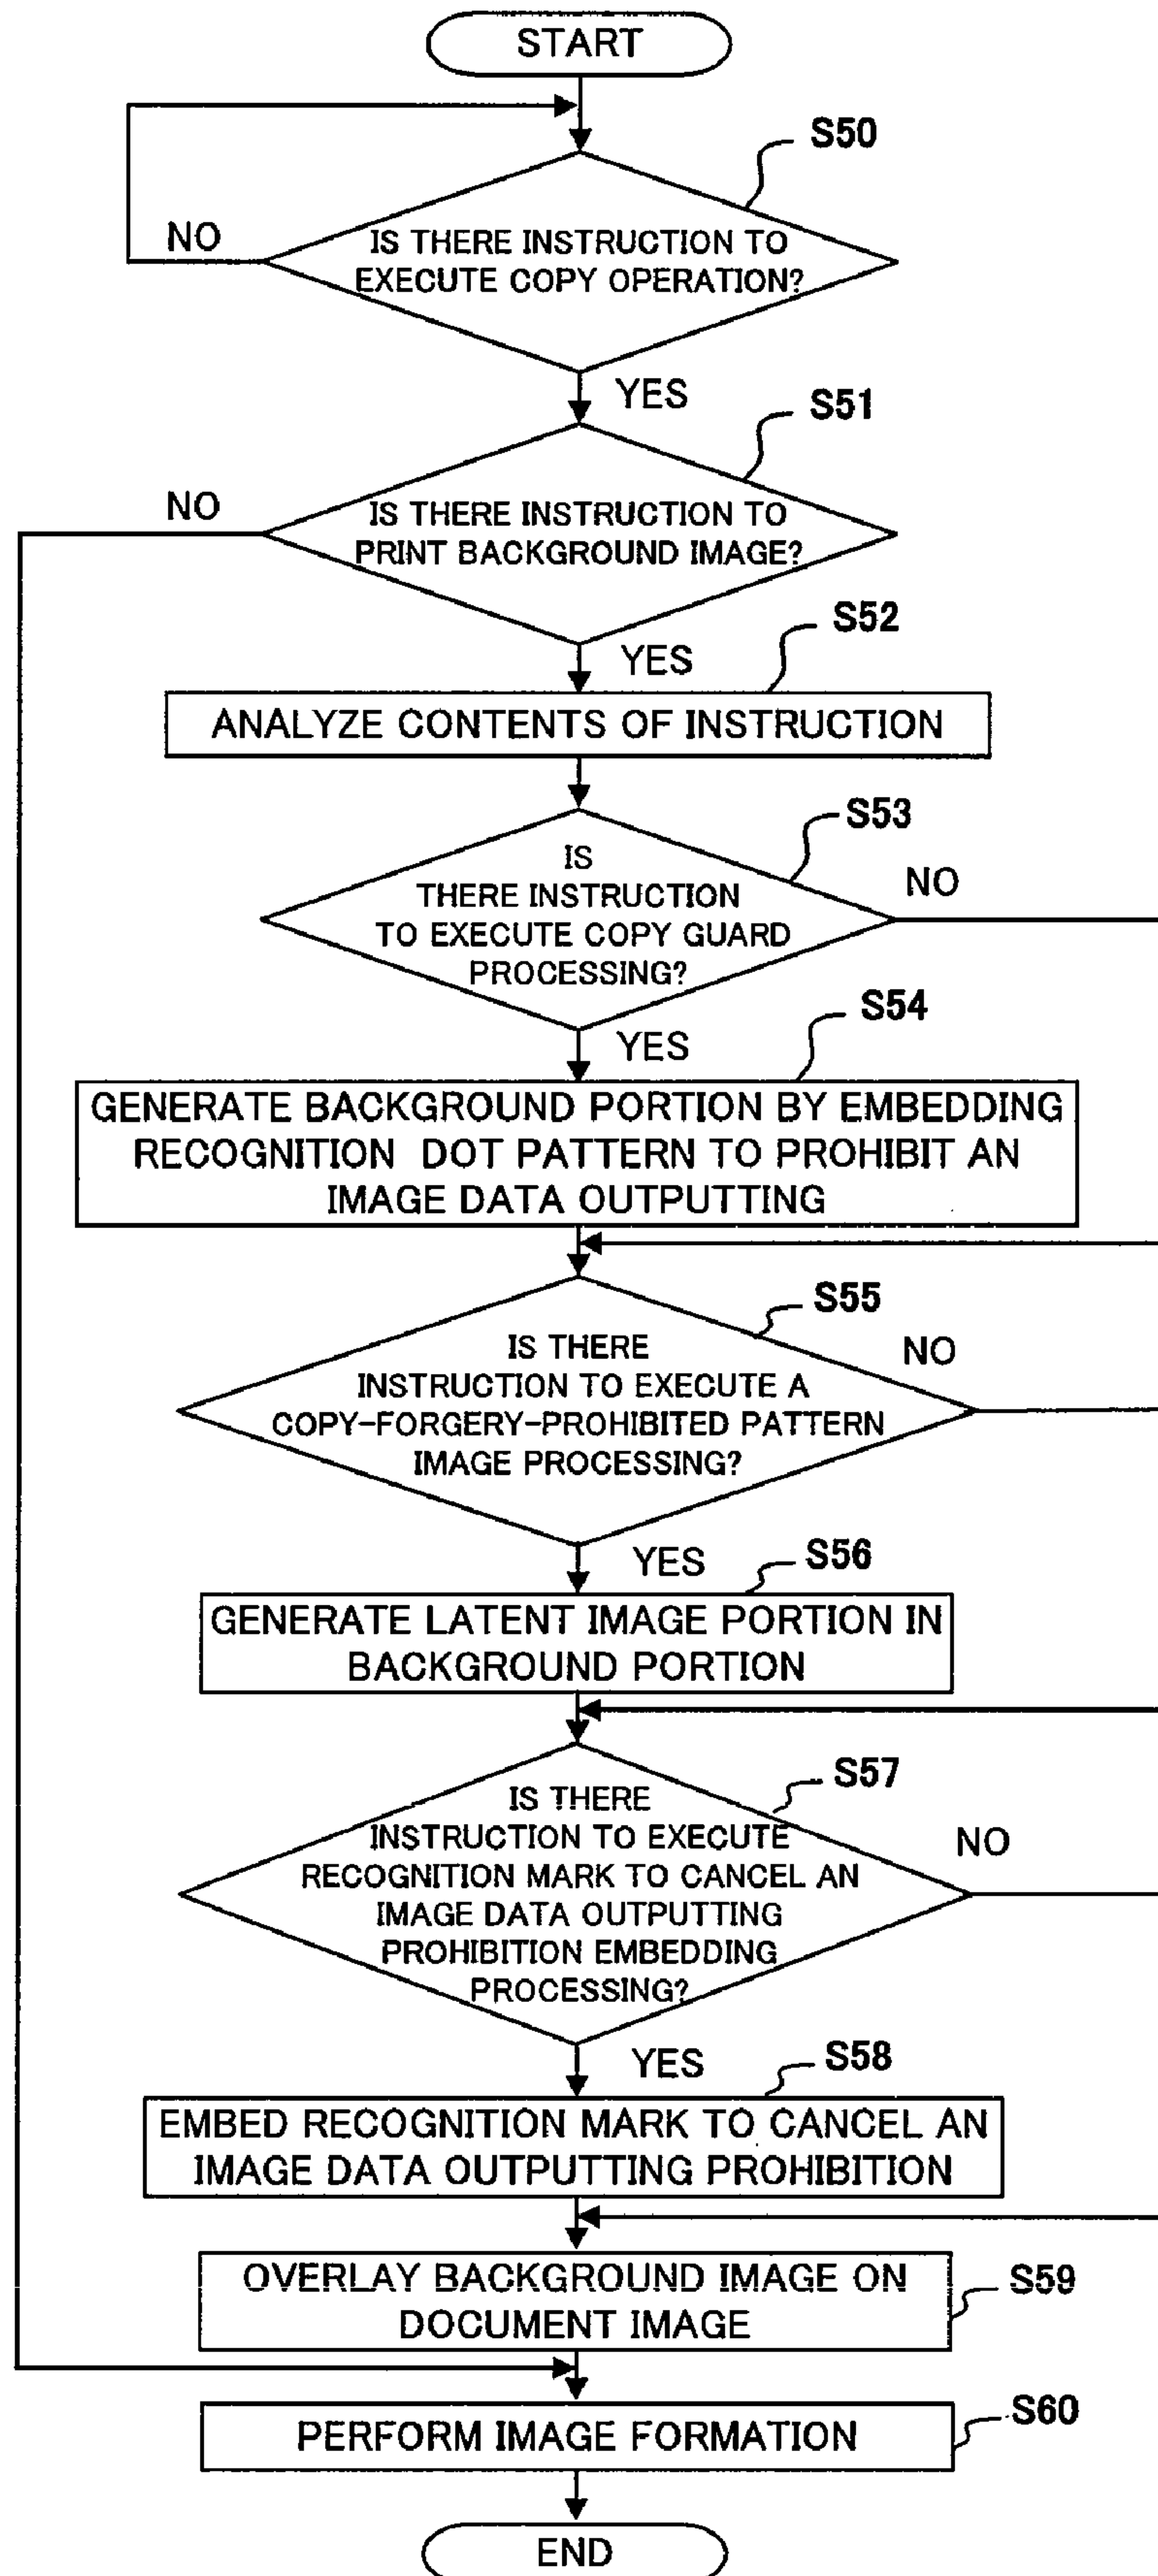 START
S50
NO
IS THERE INSTRUCTION TO
EXECUTE COPY OPERATION?
YES
S51
NO
IS THERE INSTRUCTION TO
PRINT BACKGROUND IMAGE?
S52
YES
ANALYZE CONTENTS OF INSTRUCTION
S53
IS
THERE INSTRUCTION
TO EXECUTE COPY GUARD
PROCESSING?
NO
S54
YES
GENERATE BACKGROUND PORTION BY EMBEDDING
RECOGNITION DOT PATTERN TO PROHIBIT AN
IMAGE DATA OUTPUTTING
S55
NO
IS THERE
INSTRUCTION TO EXECUTE A
COPY-FORGERY-PROHIBITED PATTERN
IMAGE PROCESSING?
YES
S56
GENERATE LATENT IMAGE PORTION IN
BACKGROUND PORTION
S57
IS THERE
INSTRUCTION TO EXECUTE
NO
RECOGNITION MARK TO CANCEL AN
IMAGE DATA OUTPUTTING
PROHIBITION EMBEDDING
PROCESSING?
YES
S58
EMBED RECOGNITION MARK TO CANCEL AN
IMAGE DATA OUTPUTTING PROHIBITION
OVERLAY BACKGROUND IMAGE ON
DOCUMENT IMAGE
S59
PERFORM IMAGE FORMATION
S60
END